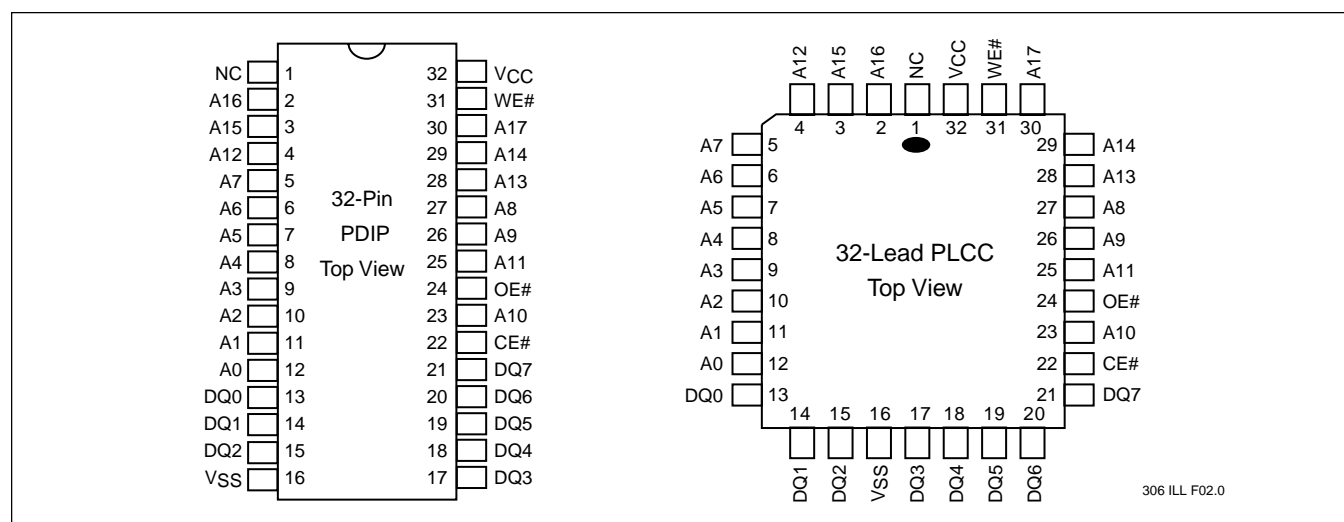 NC 1 32 VCC
A16 2 31 WE#
A15 3 30 A17
A12 4 29 A14
A7 5 28 A13
A6 6 27 A8
A5 7 26 A9
A4 8 25 A11
A3 9 24 OE#
A2 10 23 A10
A1 11 22 CE#
A0 12 21 DQ7
DQ0 13 20 DQ6
DQ1 14 19 DQ5
DQ2 15 18 DQ4
VSS 16 17 DQ3
32-Pin
PDIP
Top View
A12 A15 A16 NC VCC WE# A17
4 3 2 1 32 31 30
A7 5 29 A14
A6 6 28 A13
A5 7 27 A8
A4 8 26 A9
A3 9 25 A11
A2 10 24 OE#
A1 11 23 A10
A0 12 22 CE#
DQ0 13 21 DQ7
32-Lead PLCC
Top View
14 15 16 17 18 19 20
DQ1 DQ2 VSS DQ3 DQ4 DQ5 DQ6
306 ILL F02.0